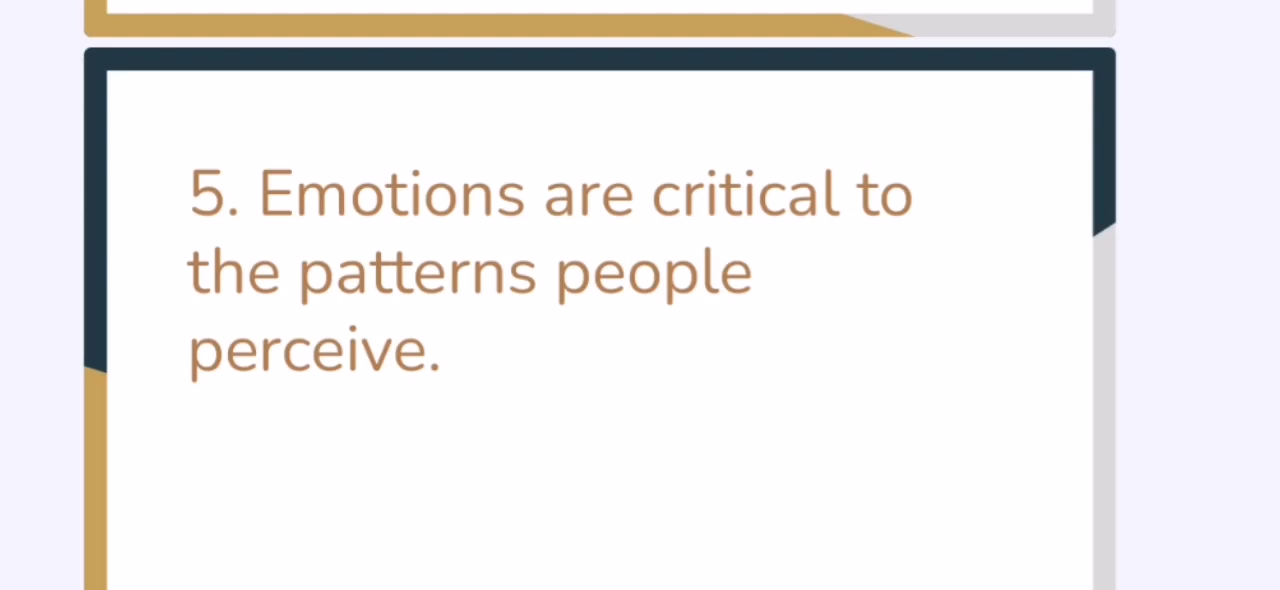 5. Emotions are critical to
the patterns people
perceive.